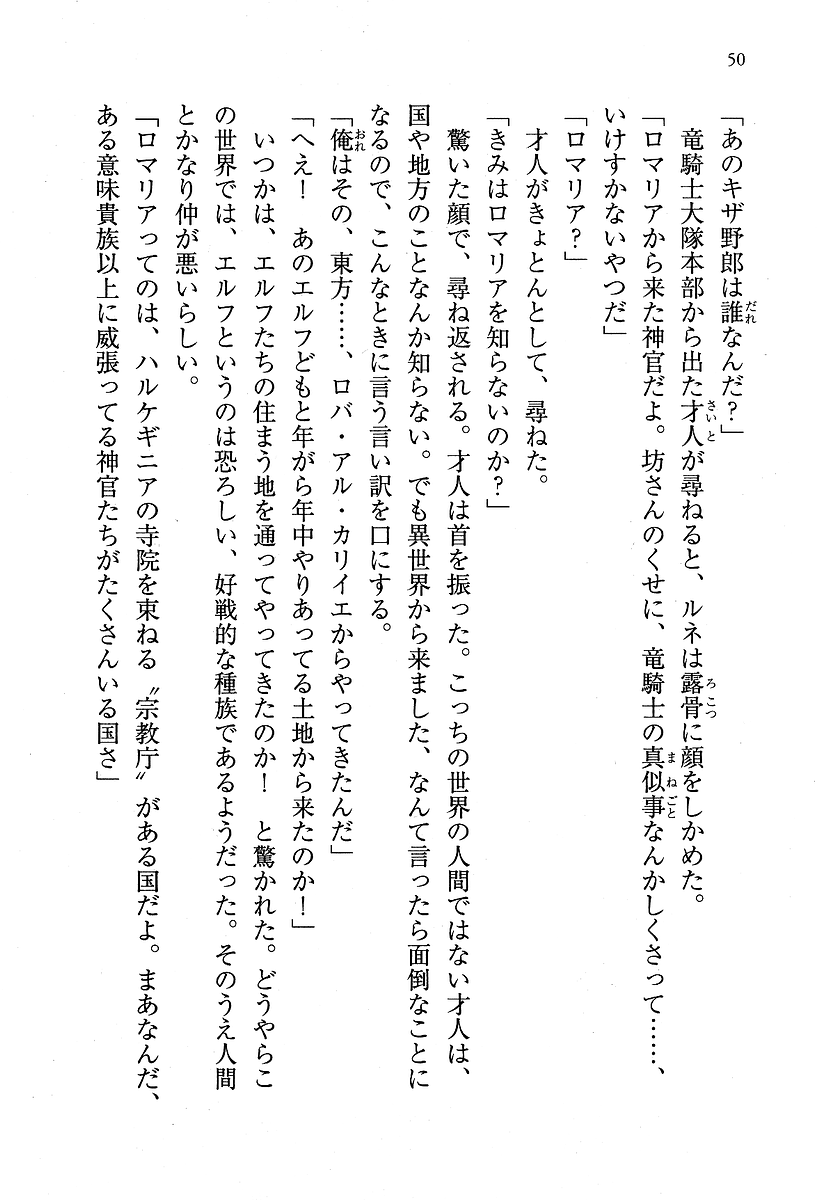 50
「あのキザ野郎は誰なんだ？」
　竜騎士大隊本部から出た才人が尋ねると、ルネは露骨に顔をしかめた。
「ロマリアから来た神官だよ。坊さんのくせに、竜騎士の真似事なんかしくさって……、
いけすかないやつだ」
「ロマリア？」
　才人がきょとんとして、尋ねた。
「きみはロマリアを知らないのか？」
　驚いた顔で、尋ね返される。才人は首を振った。こっちの世界の人間ではない才人は、
国や地方のことなんか知らない。でも異世界から来ました、なんて言ったら面倒なことに
なるので、こんなときに言う言い訳を口にする。
「俺はその、東方……、ロバ・アル・カリイエからやってきたんだ」
「へえ！　あのエルフどもと年がら年中やりあってる土地から来たのか！」
　いつかは、エルフたちの住まう地を通ってやってきたのか！　と驚かれた。どうやらこ
の世界では、エルフというのは恐ろしい、好戦的な種族であるようだった。そのうえ人間
とかなり仲が悪いらしい。
「ロマリアってのは、ハルケギニアの寺院を束ねる〝宗教庁〟がある国だよ。まあなんだ、
ある意味貴族以上に威張ってる神官たちがたくさんいる国さ」